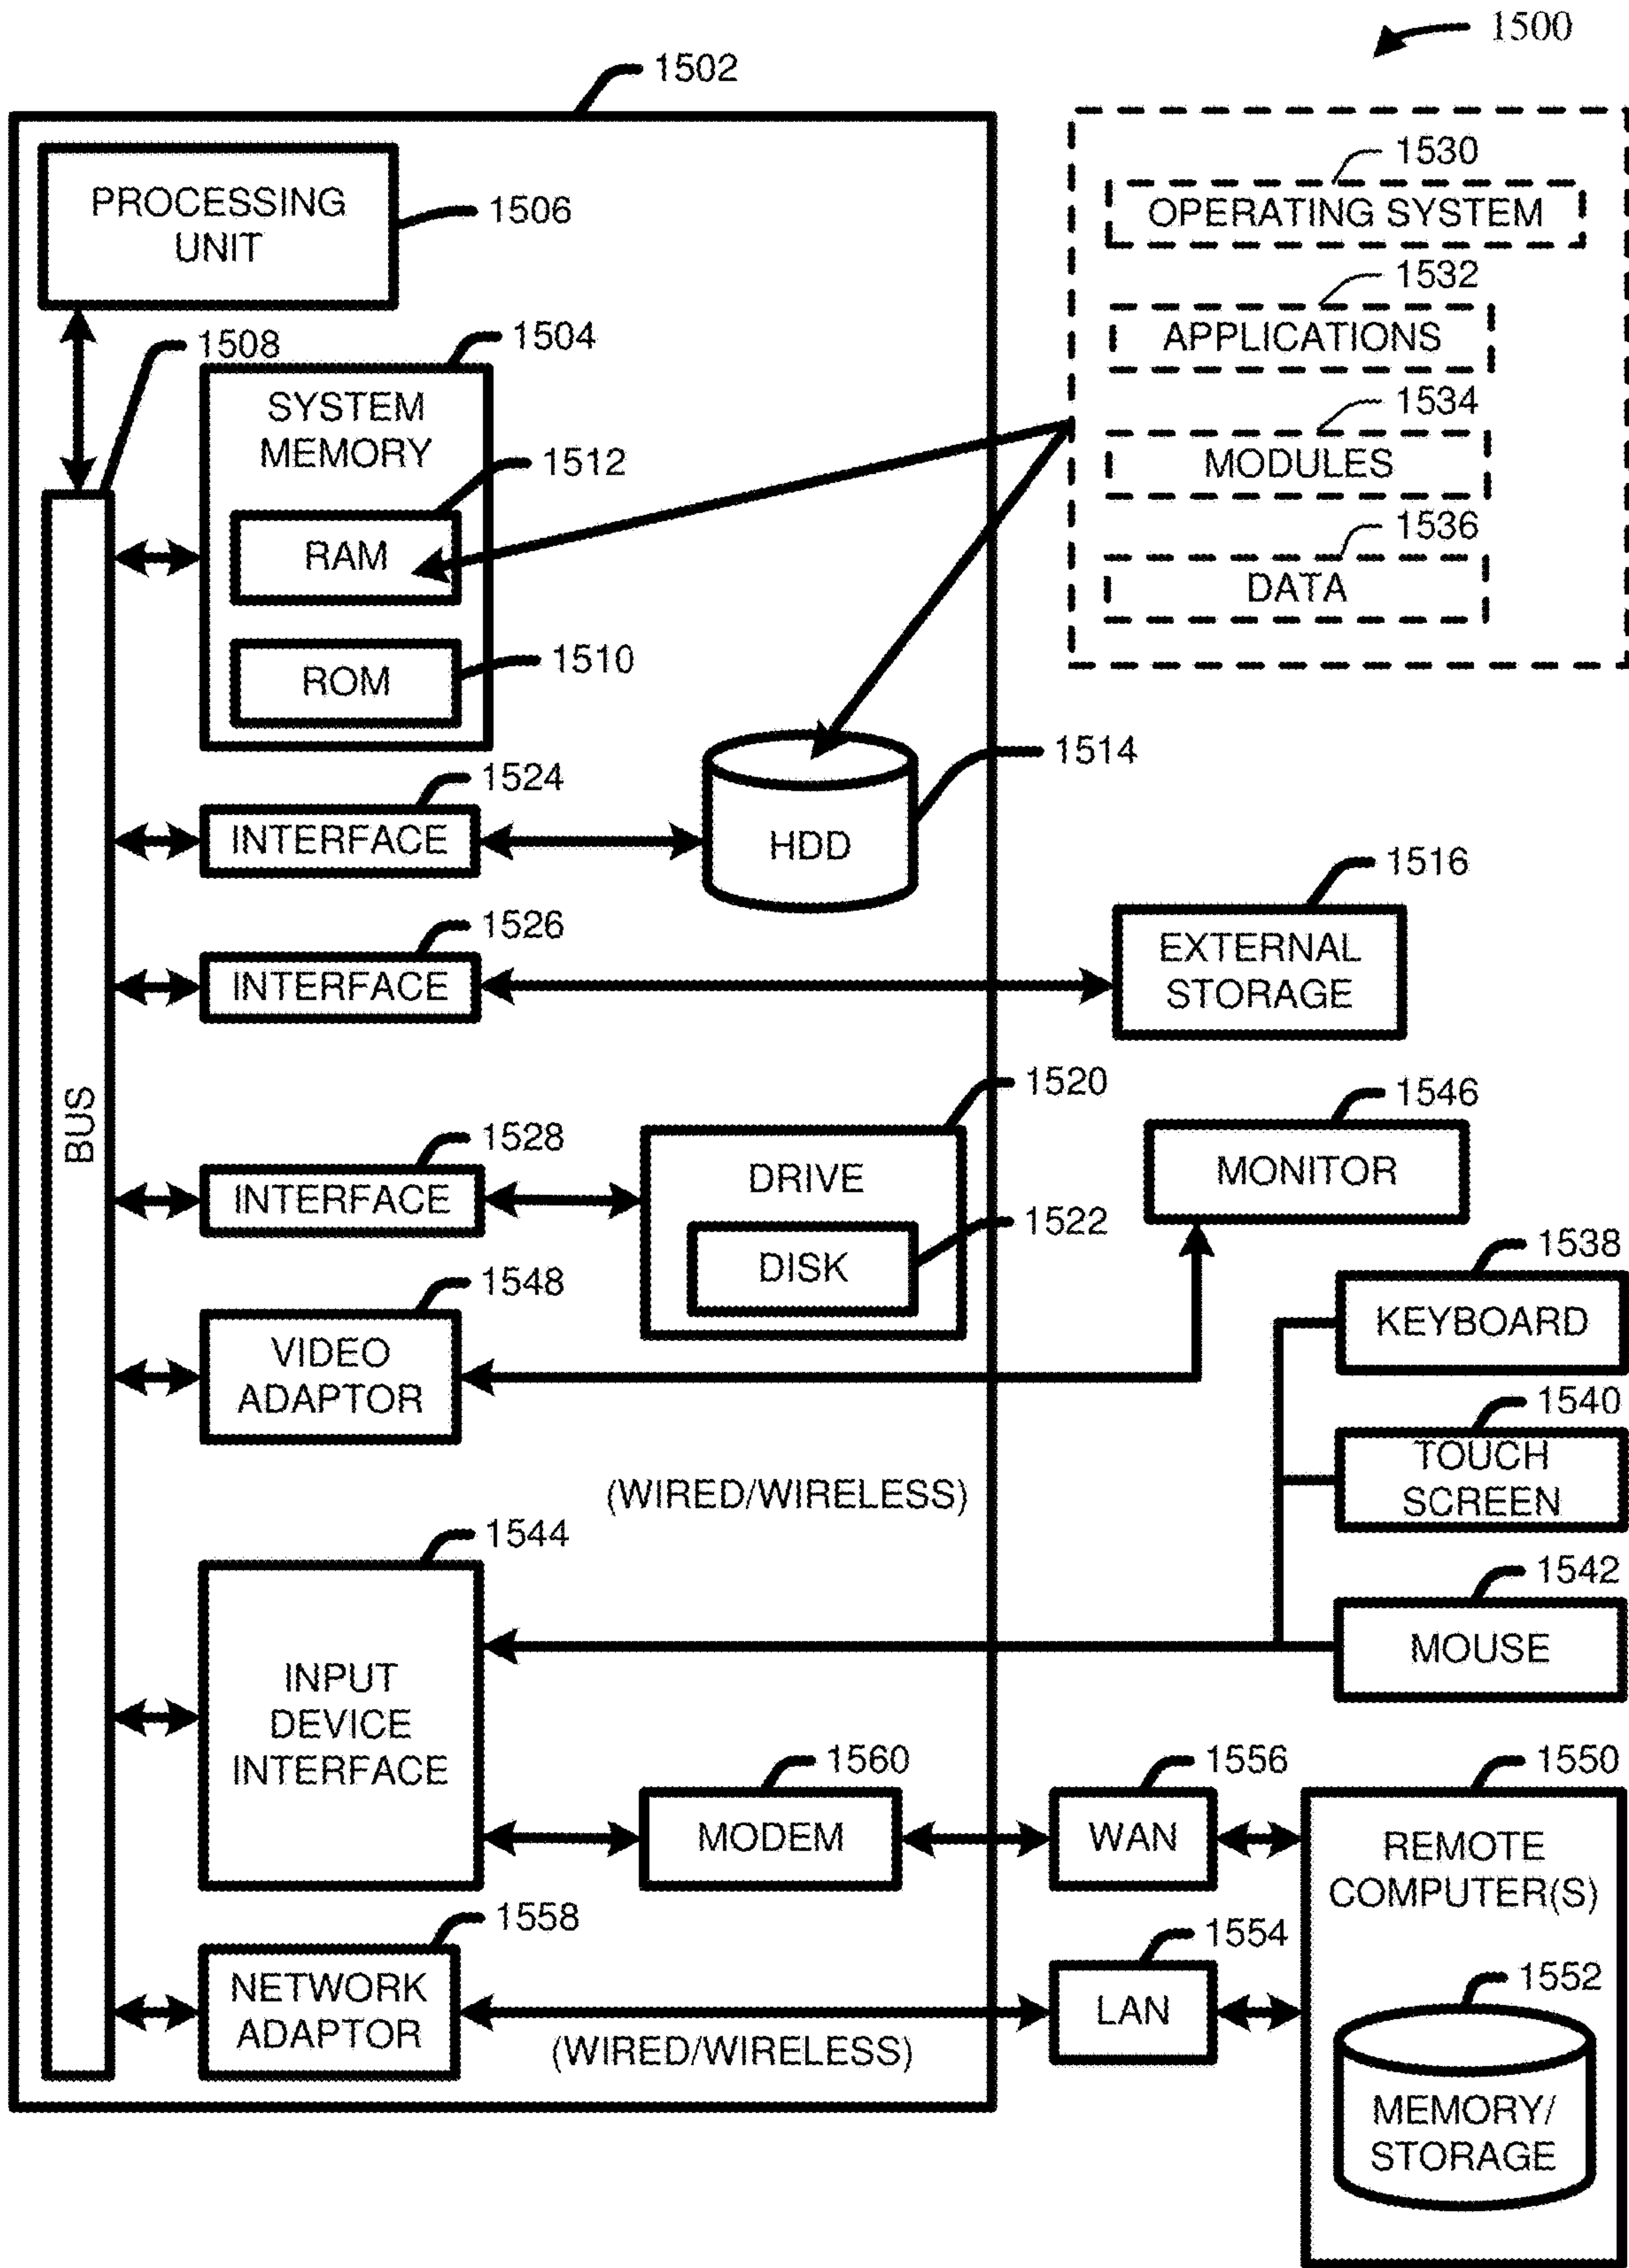 1500
1502
PROCESSING
UNIT
1506
1530
OPERATING SYSTEM
1532
APPLICATIONS
1534
MODULES
1536
DATA
1508
1504
SYSTEM
MEMORY
1512
RAM
1510
ROM
BUS
1524
INTERFACE
1514
HDD
1526
INTERFACE
1516
EXTERNAL
STORAGE
1528
INTERFACE
1520
DRIVE
1522
DISK
1546
MONITOR
1548
VIDEO
ADAPTOR
1538
KEYBOARD
1540
TOUCH
SCREEN
(WIRED/WIRELESS)
1542
MOUSE
1544
INPUT
DEVICE
INTERFACE
1560
MODEM
1556
WAN
1550
REMOTE
COMPUTER(S)
1558
NETWORK
ADAPTOR
(WIRED/WIRELESS)
1554
LAN
1552
MEMORY/
STORAGE